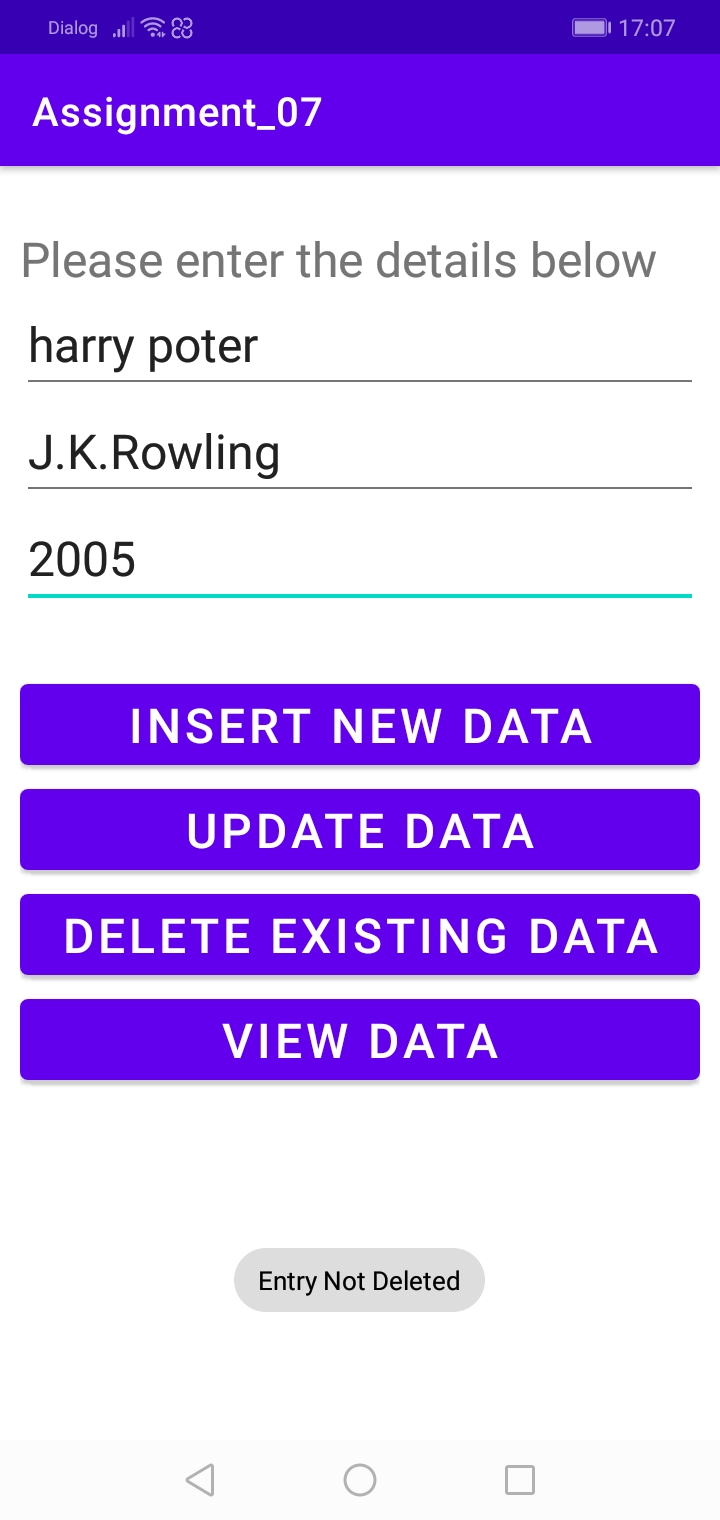 Dialog 17:07
Assignment_07
Please enter the details below
harry poter
J.K.Rowling
2005
INSERT NEW DATA
UPDATE DATA
DELETE EXISTING DATA
VIEW DATA
Entry Not Deleted